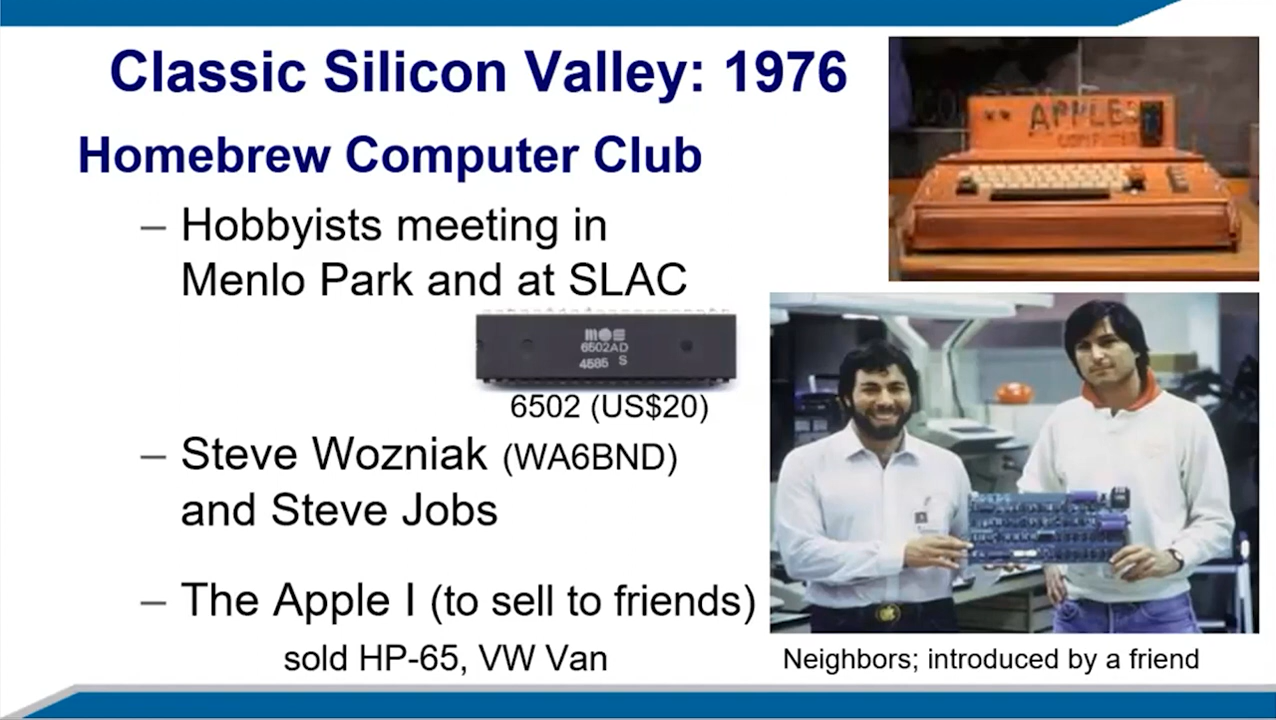 Classic Silicon Valley: 1976
Homebrew Computer Club
– Hobbyists meeting in
Menlo Park and at SLAC
MOS
6502AD
4585 S
6502 (US$20)
– Steve Wozniak (WA6BND)
and Steve Jobs
– The Apple I (to sell to friends)
sold HP-65, VW Van
APPLE
COMPUTER
Neighbors; introduced by a friend